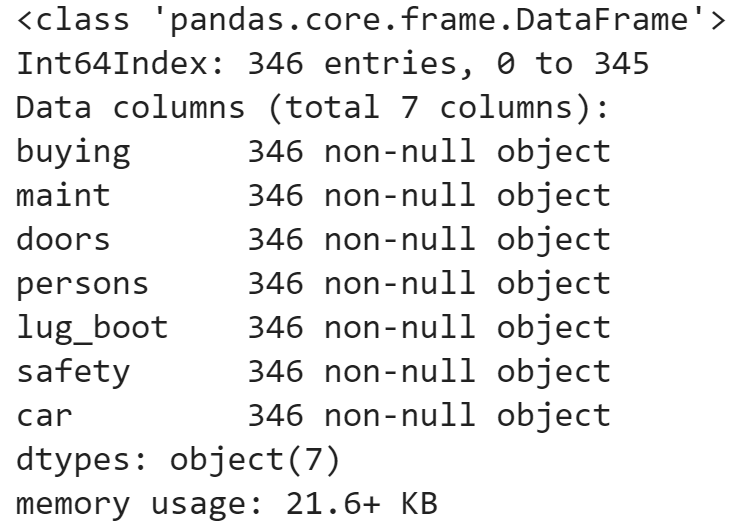 <class 'pandas.core.frame.DataFrame'>
Int64Index: 346 entries, 0 to 345
Data columns (total 7 columns):
buying      346 non-null object
maint       346 non-null object
doors       346 non-null object
persons     346 non-null object
lug_boot    346 non-null object
safety      346 non-null object
car         346 non-null object
dtypes: object(7)
memory usage: 21.6+ KB